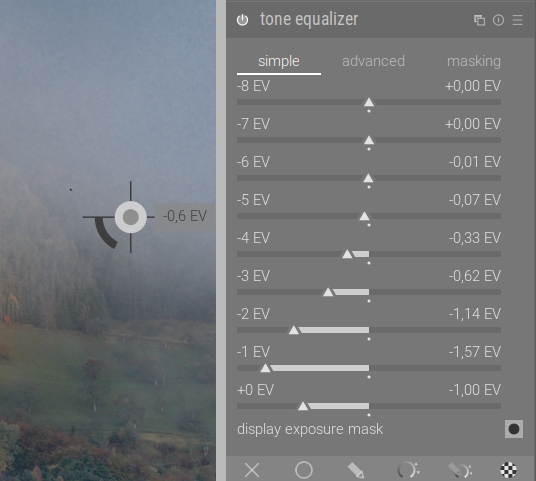 tone equalizer
simple advanced masking
-8 EV +0,00 EV
-7 EV +0,00 EV
-6 EV -0,01 EV
-5 EV -0,07 EV
-0,6 EV
-4 EV -0,33 EV
-3 EV -0,62 EV
-2 EV -1,14 EV
-1 EV -1,57 EV
+0 EV -1,00 EV
display exposure mask